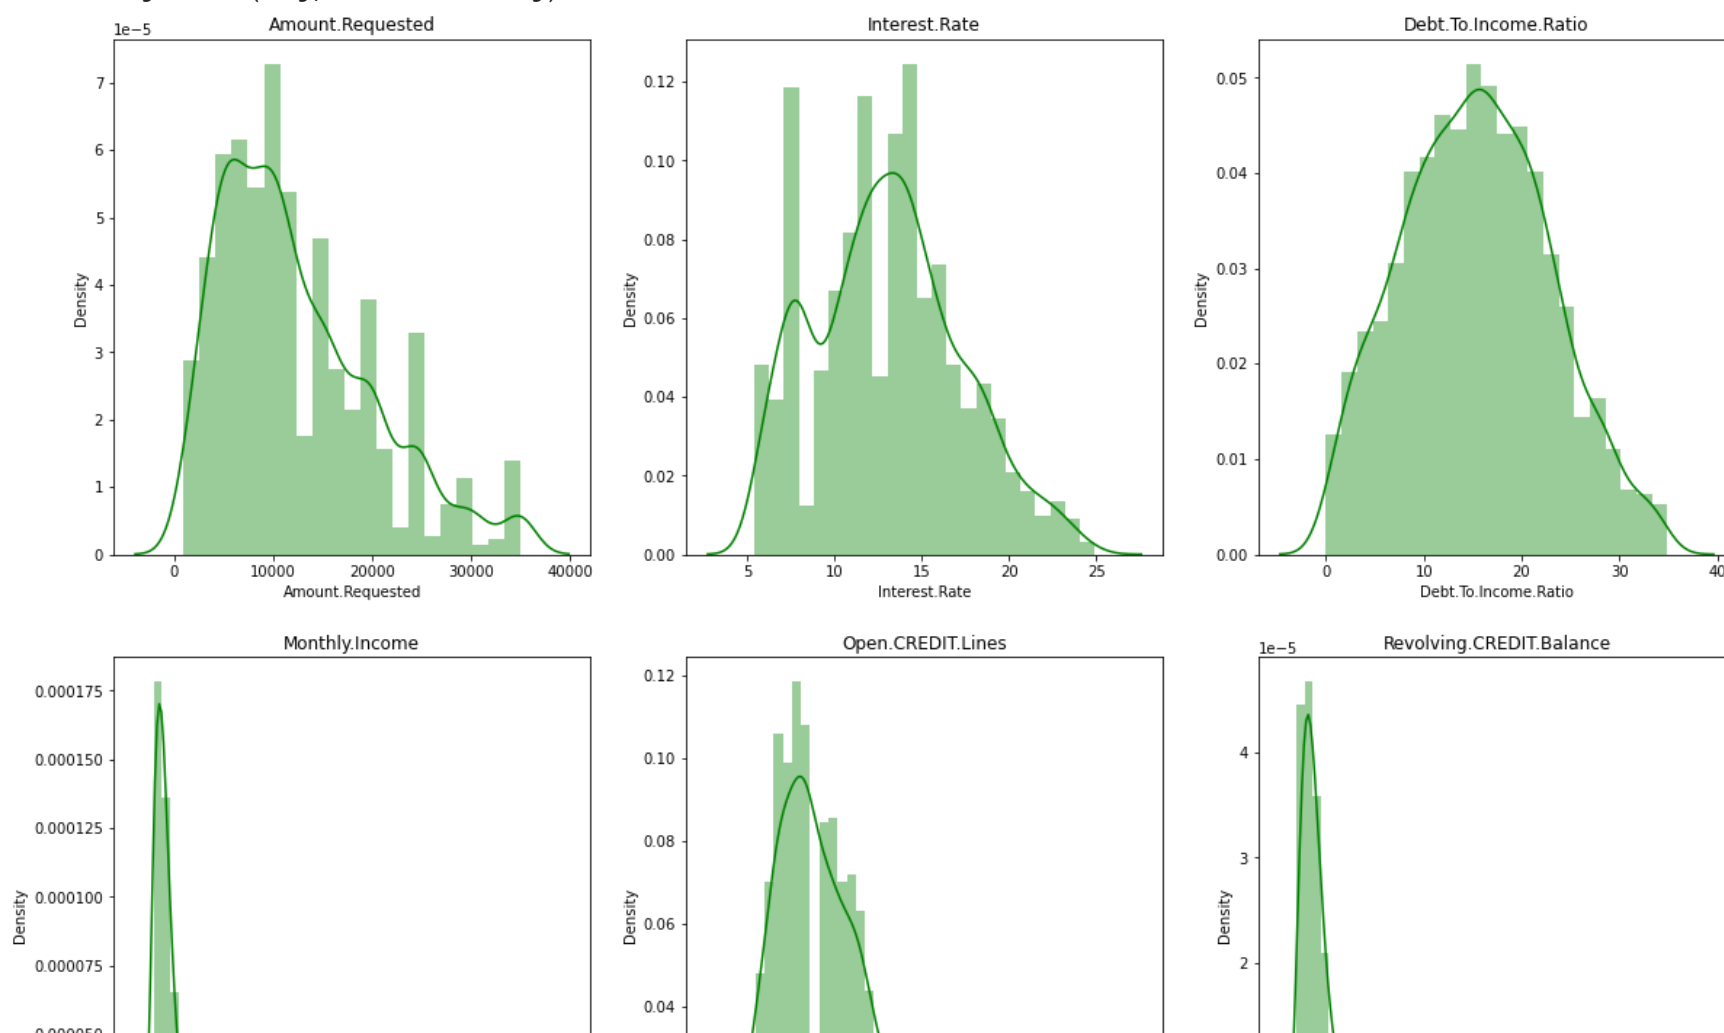 Amount.Requested
1e−5
7
6
5
4
3
2
1
0
Density
0 10000 20000 30000 40000
Amount.Requested
Interest.Rate
0.12
0.10
0.08
0.06
0.04
0.02
0.00
Density
5 10 15 20 25
Interest.Rate
Debt.To.Income.Ratio
0.05
0.04
0.03
0.02
0.01
0.00
Density
0 10 20 30
Debt.To.Income.Ratio
Monthly.Income
0.000175
0.000150
0.000125
0.000100
0.000075
Density
Open.CREDIT.Lines
0.12
0.10
0.08
0.06
0.04
Density
Revolving.CREDIT.Balance
1e−5
4
3
2
Density